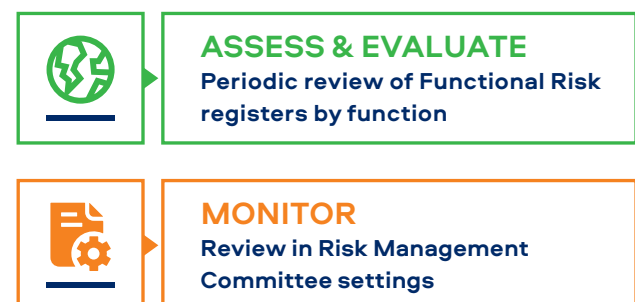 ASSESS & EVALUATE
Periodic review of Functional Risk
registers by function
MONITOR
Review in Risk Management
Committee settings